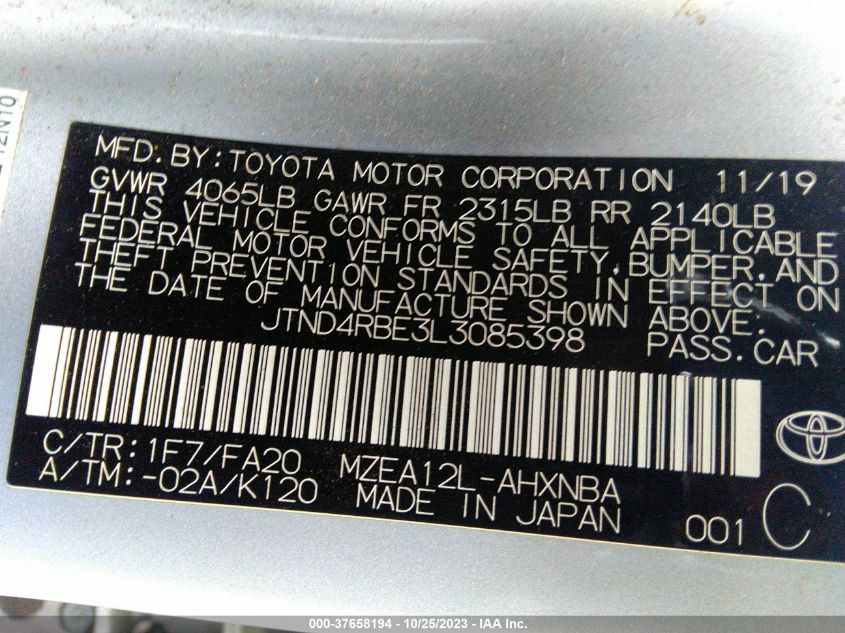 MFD. BY: TOYOTA MOTOR CORPORATION 11/19
GVWR 4065LB GAWR FR 2315LB RR 2140LB
THIS VEHICLE CONFORMS TO ALL APPLICABLE
FEDERAL MOTOR VEHICLE SAFETY, BUMPER, AND
THEFT PREVENTION STANDARDS IN EFFECT ON
THE DATE OF MANUFACTURE SHOWN ABOVE.
JTND4RBE3L3085398 PASS. CAR
C/TR: 1F7/FA20 MZEA12L-AHXNBA
A/TM: -02A/K120 MADE IN JAPAN 001 C
000-37658194 - 10/25/2023 - IAA Inc.